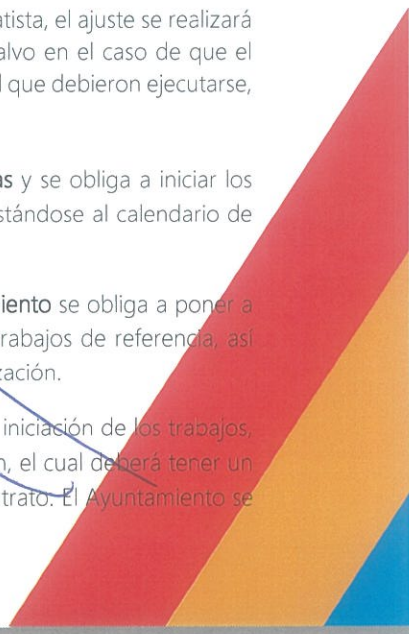 tista, el ajuste se realizará
alvo en el caso de que el
l que debieron ejecutarse,
as y se obliga a iniciar los
stándose al calendario de
iento se obliga a poner a
rabajos de referencia, así
zación.
iniciación de los trabajos,
n, el cual deberá tener un
trato. El Ayuntamiento se